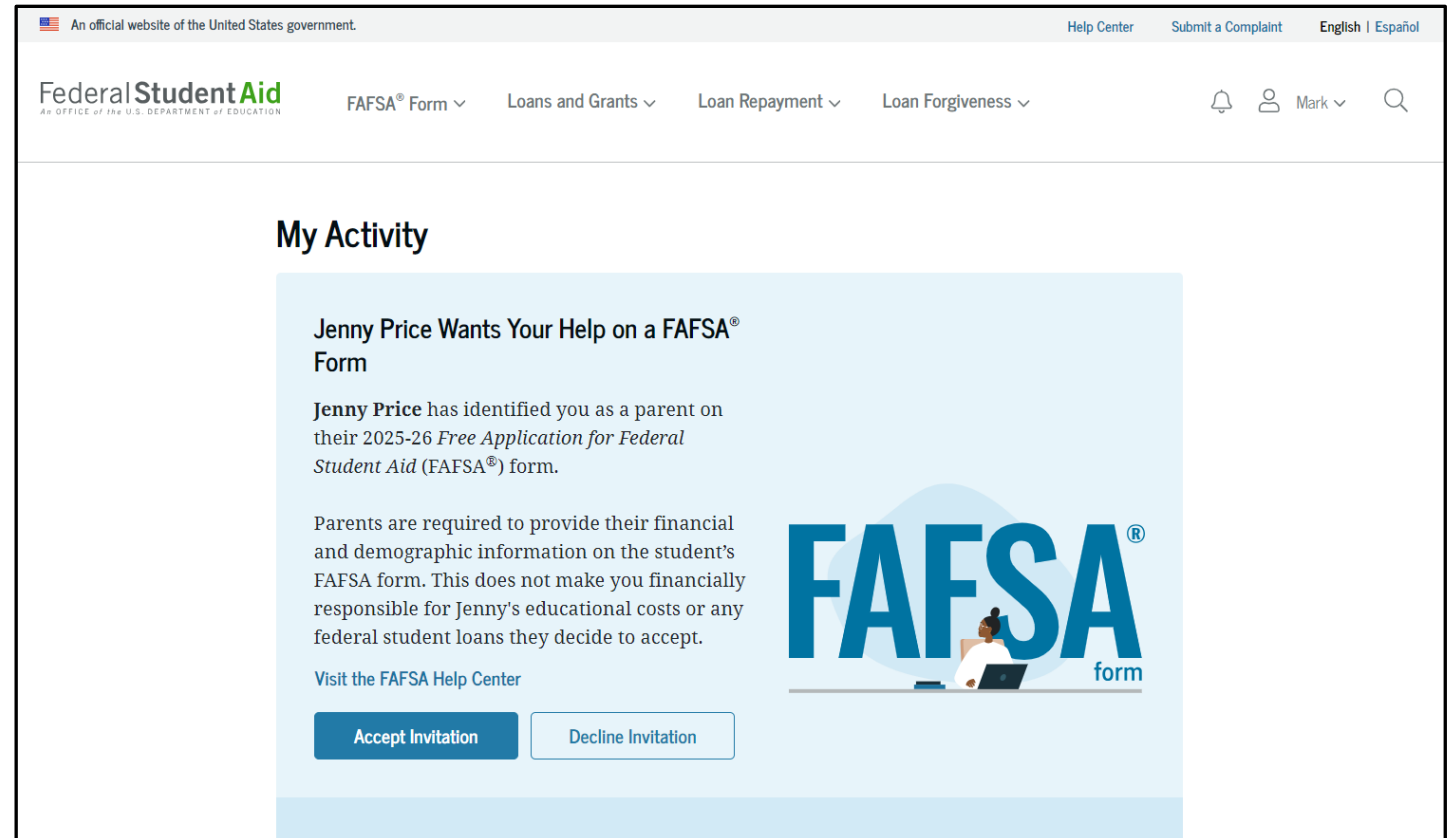 An official website of the United States government.
Help Center
Submit a Complaint
English | Español
Federal Student Aid
An OFFICE of the U.S. DEPARTMENT of EDUCATION
FAFSA® Form
Loans and Grants
Loan Repayment
Loan Forgiveness
Mark
My Activity
Jenny Price Wants Your Help on a FAFSA®
Form
Jenny Price has identified you as a parent on
their 2025-26 Free Application for Federal
Student Aid (FAFSA®) form.
Parents are required to provide their financial
and demographic information on the student’s
FAFSA form. This does not make you financially
responsible for Jenny's educational costs or any
federal student loans they decide to accept.
Visit the FAFSA Help Center
Accept Invitation
Decline Invitation
FAFSA®
form